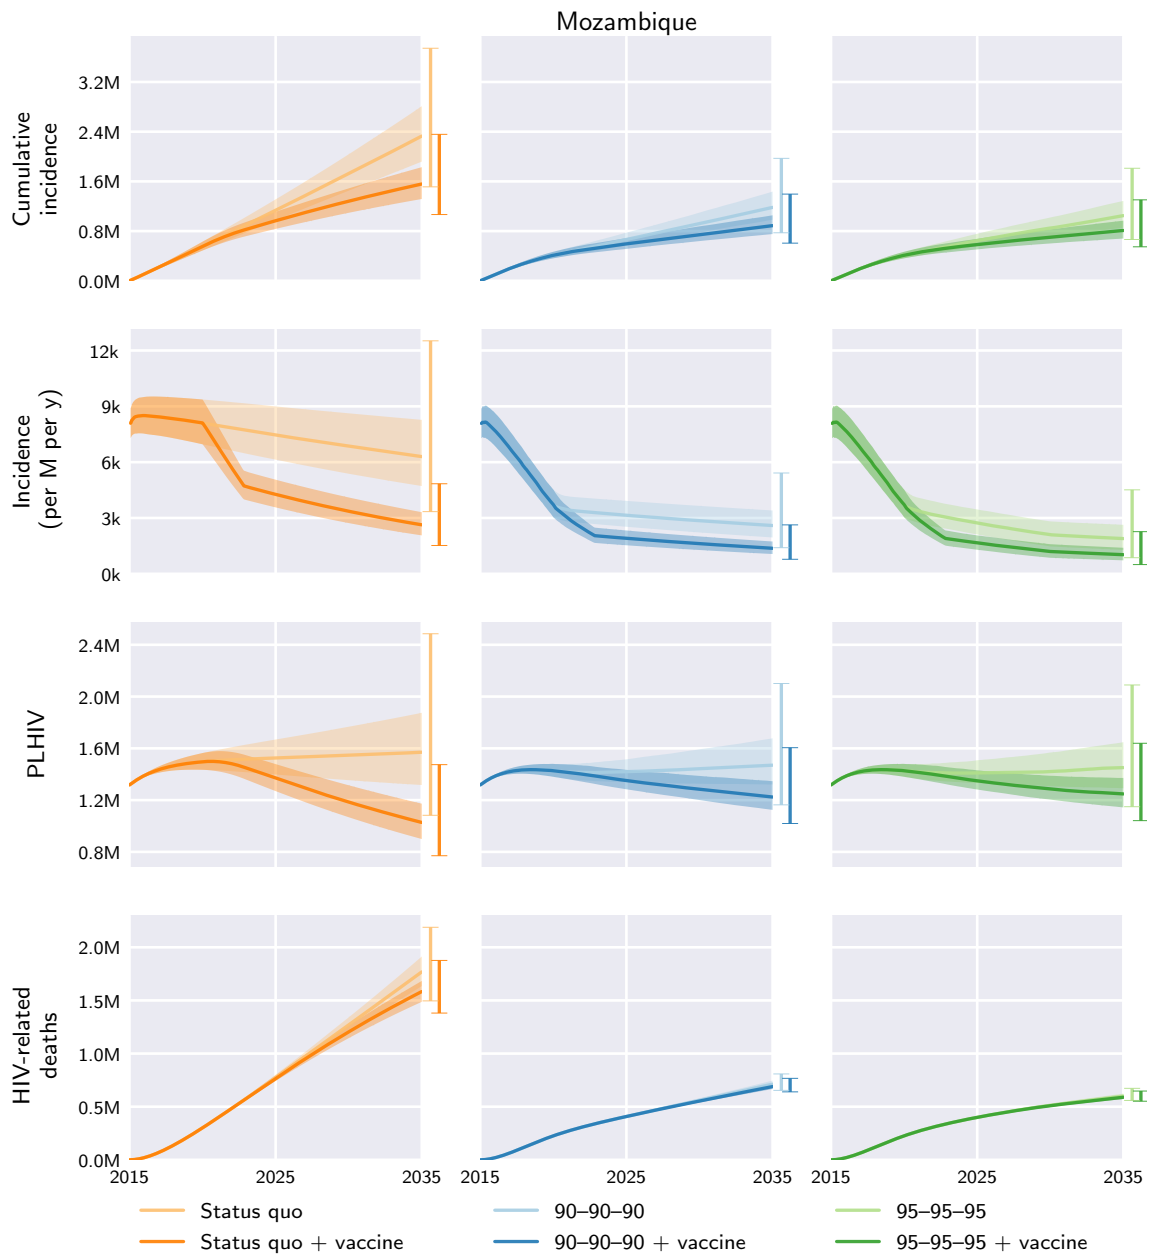 Mozambique
Cumulative
incidence
3.2M
2.4M
1.6M
0.8M
0.0M
Incidence
(per M per y)
12k
9k
6k
3k
0k
PLHIV
2.4M
2.0M
1.6M
1.2M
0.8M
HIV-related
deaths
2.0M
1.5M
1.0M
0.5M
0.0M
2015 2025 2035 2015 2025 2035 2015 2025 2035
Status quo 90–90–90 95–95–95
Status quo + vaccine 90–90–90 + vaccine 95–95–95 + vaccine